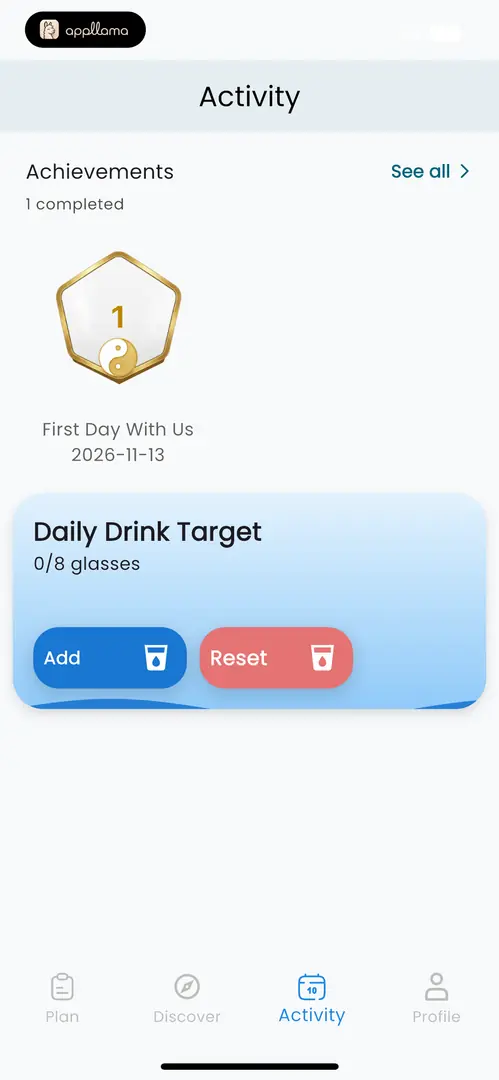 appllama
Activity
Achievements
See all
1 completed
1
First Day With Us
2026-11-13
Daily Drink Target
0/8 glasses
Add
Reset
10
Plan
Discover
Activity
Profile